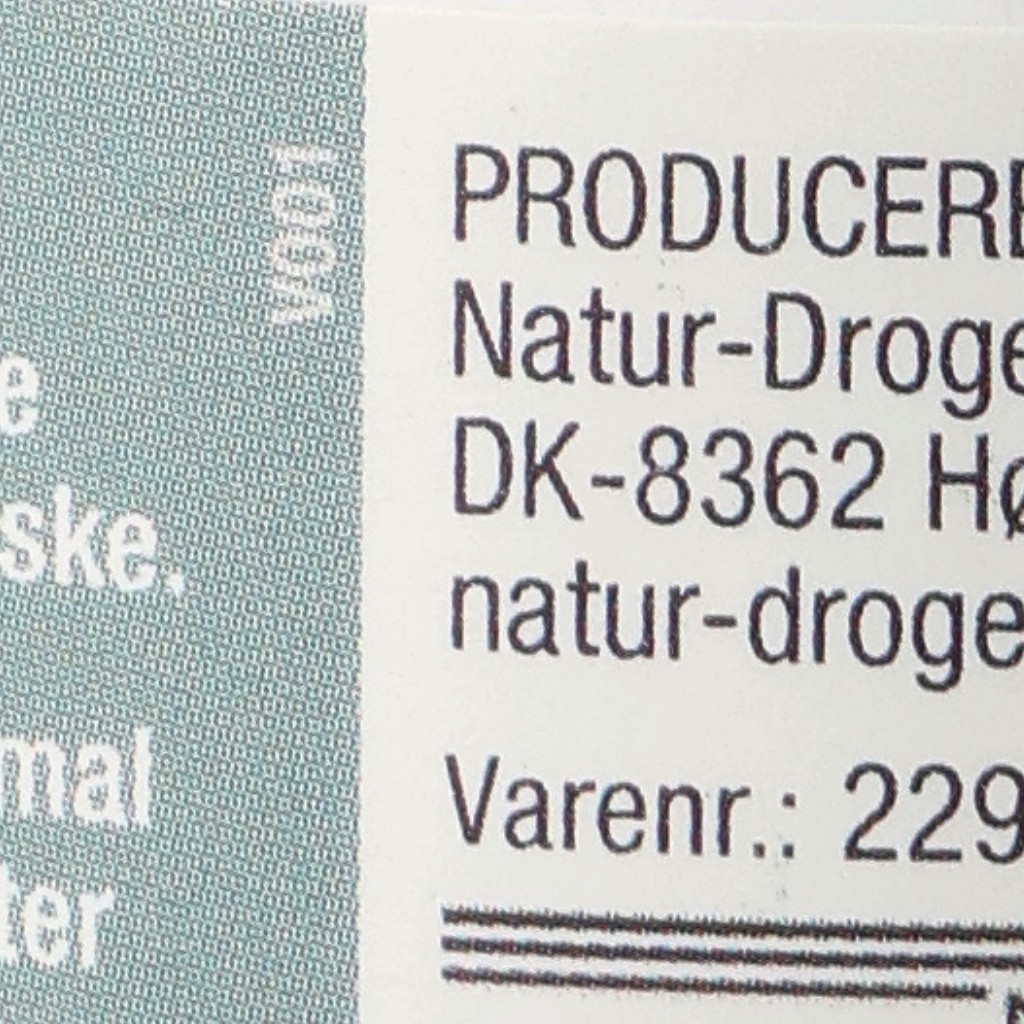 e
ske.
mal
ter
V001
PRODUCERE
Natur-Droge
DK-8362 Hø
natur-droge
Varenr.: 229